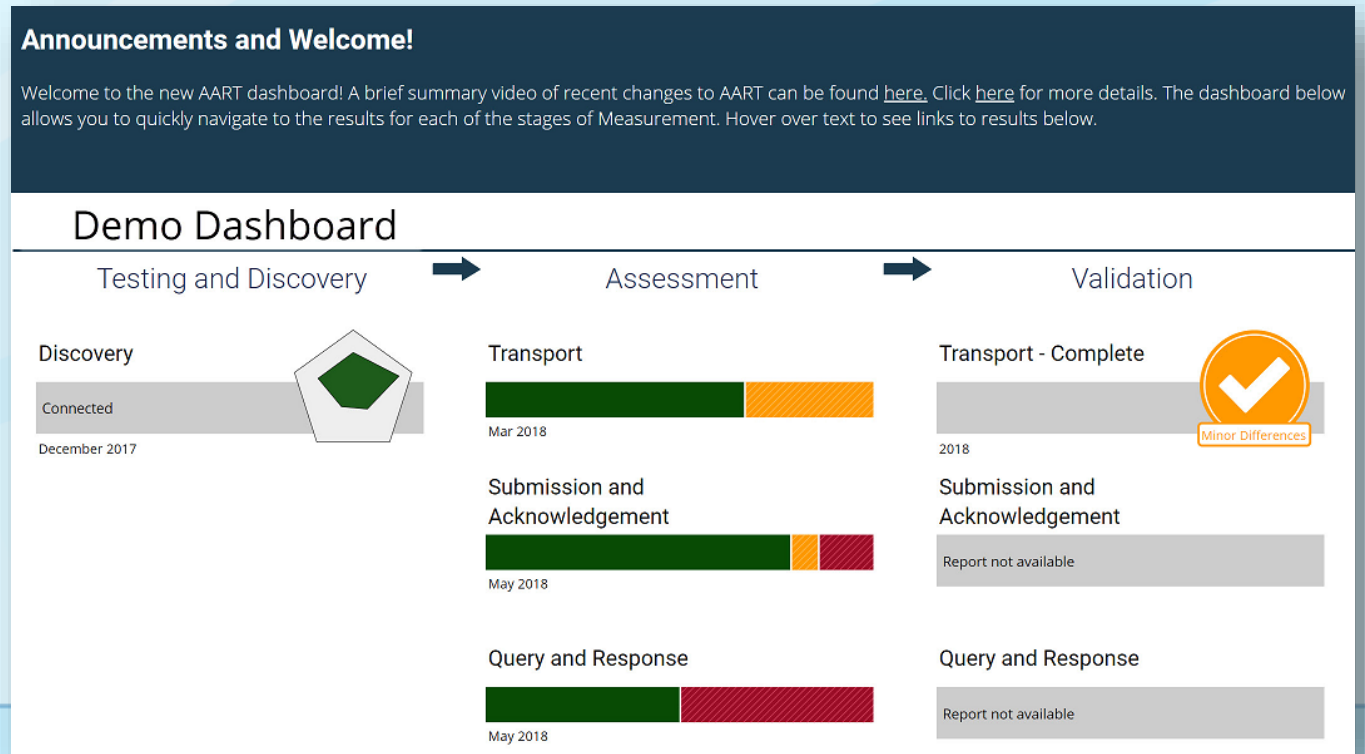 Announcements and Welcome!
Welcome to the new AART dashboard! A brief summary video of recent changes to AART can be found here. Click here for more details. The dashboard below
allows you to quickly navigate to the results for each of the stages of Measurement. Hover over text to see links to results below.
Demo Dashboard
Testing and Discovery
Assessment
Validation
Discovery
Connected
December 2017
Transport
Mar 2018
Submission and
Acknowledgement
May 2018
Query and Response
May 2018
Transport - Complete
Minor Differences
2018
Submission and
Acknowledgement
Report not available
Query and Response
Report not available